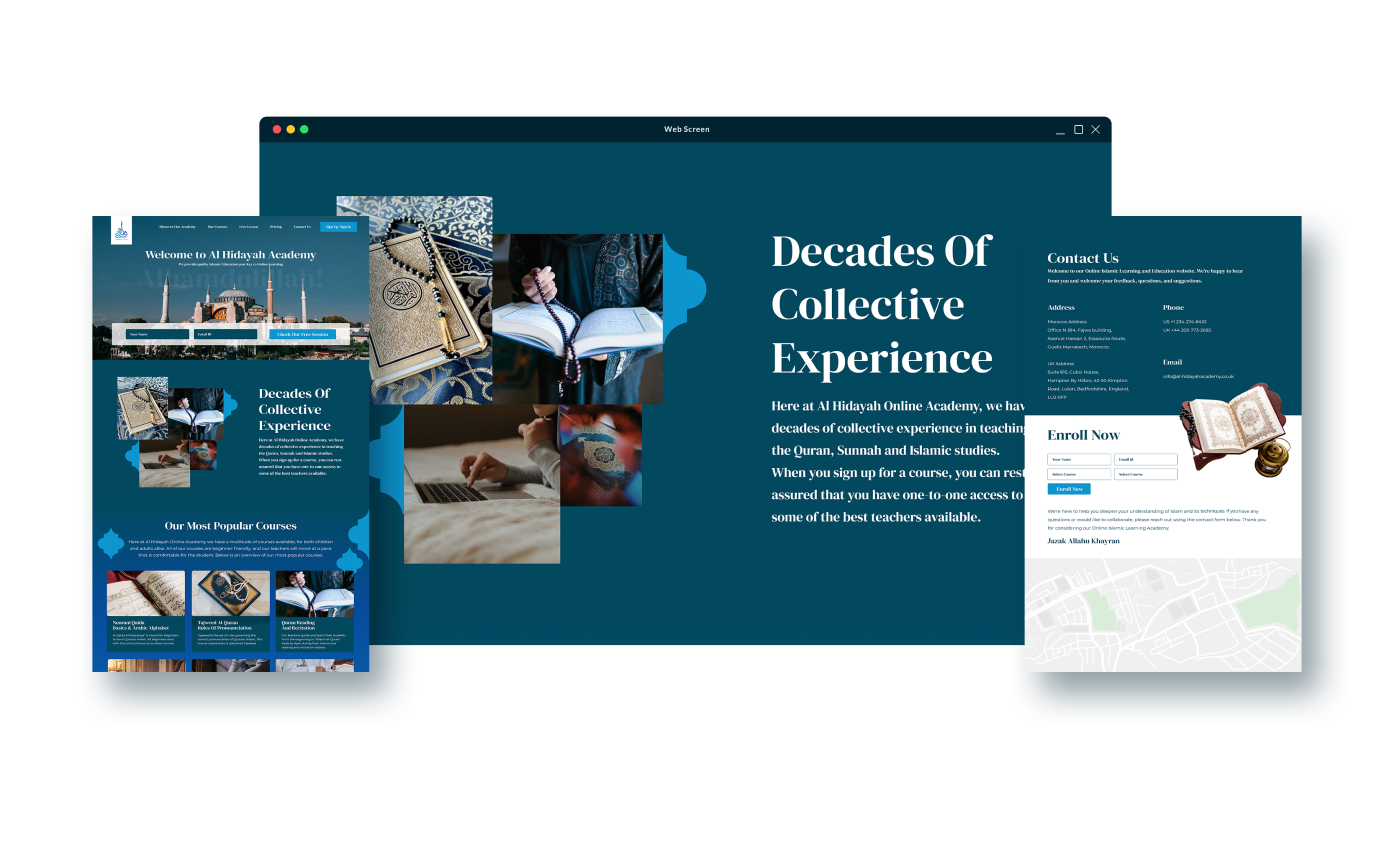 Web Screen
Discover Our Academy
Our Courses
Free Lesson
Pricing
Contact Us
Sign Up/ Sign In
Welcome to Al Hidayah Academy
We provide quality Islamic Education your Key to Online Learning
Your Name
Email ID
Check Our Free Session
Decades Of
Collective
Experience
Here at Al Hidayah Online Academy, we have
decades of collective experience in teaching
the Quran, Sunnah and Islamic studies.
When you sign up for a course, you can rest
assured that you have one-to-one access to
some of the best teachers available.
Our Most Popular Courses
Here at Al Hidayah Online Academy we have a multitude of courses available, for both children
and adults alike. All of our courses are beginner-friendly, and our teachers will move at a pace
that is comfortable for the student. Below is an overview of our most popular courses.
Noorani Qaida
Basics & Arabic Alphabet
Tajweed Al Quran
Rules Of Pronunciation
Quran Reading
And Recitation
Decades Of
Collective
Experience
Here at Al Hidayah Online Academy, we hav
decades of collective experience in teaching
the Quran, Sunnah and Islamic studies.
When you sign up for a course, you can rest
assured that you have one-to-one access to
some of the best teachers available.
Contact Us
Welcome to our Online Islamic Learning and Education website. We're happy to hear
from you and welcome your feedback, questions, and suggestions.
Address
Morocco Address
Office N B14, Fajwa building,
Avenue Hassan 2, Essaouira Route,
Gueliz Marrakech, Morocco.
UK Address
Suite 615, Cubic House,
Hampton By Hilton, 42-50 Kimpton
Road, Luton, Bedfordshire, England,
Phone
US +1 234-274-8433
UK +44 203-773-2686
Email
info@al-hidayahacademy.co.uk
Enroll Now
Your Name
Email Id
Select Course
Select Course
Enroll Now
We're here to help you deepen your understanding of Islam and its techniques. If you have any
questions or would like to collaborate, please reach out using the contact form below. Thank you
for considering our Online Islamic Learning Academy.
Jazak Allahu Khayran